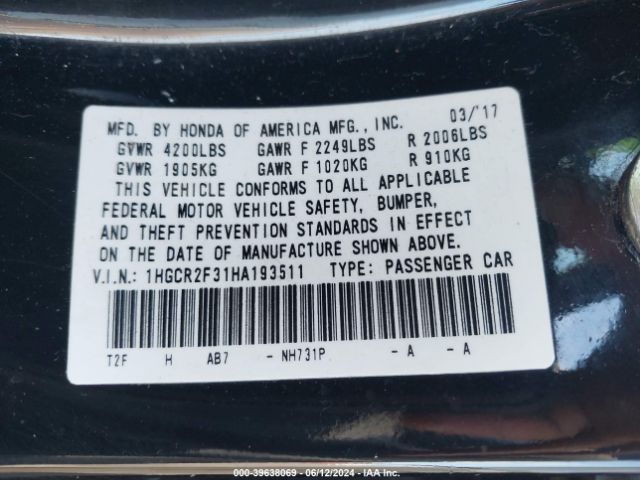 MFD. BY HONDA OF AMERICA MFG., INC. 03/'17
GVWR 4200LBS GAWR F 2249LBS R 2006LBS
GVWR 1905KG GAWR F 1020KG R 910KG
THIS VEHICLE CONFORMS TO ALL APPLICABLE
FEDERAL MOTOR VEHICLE SAFETY, BUMPER,
AND THEFT PREVENTION STANDARDS IN EFFECT
ON THE DATE OF MANUFACTURE SHOWN ABOVE.
V.I.N.: 1HGCR2F31HA193511 TYPE: PASSENGER CAR
T2F H AB7 - NH731P - A - A
000-39638069 - 06/12/2024 - IAA Inc.